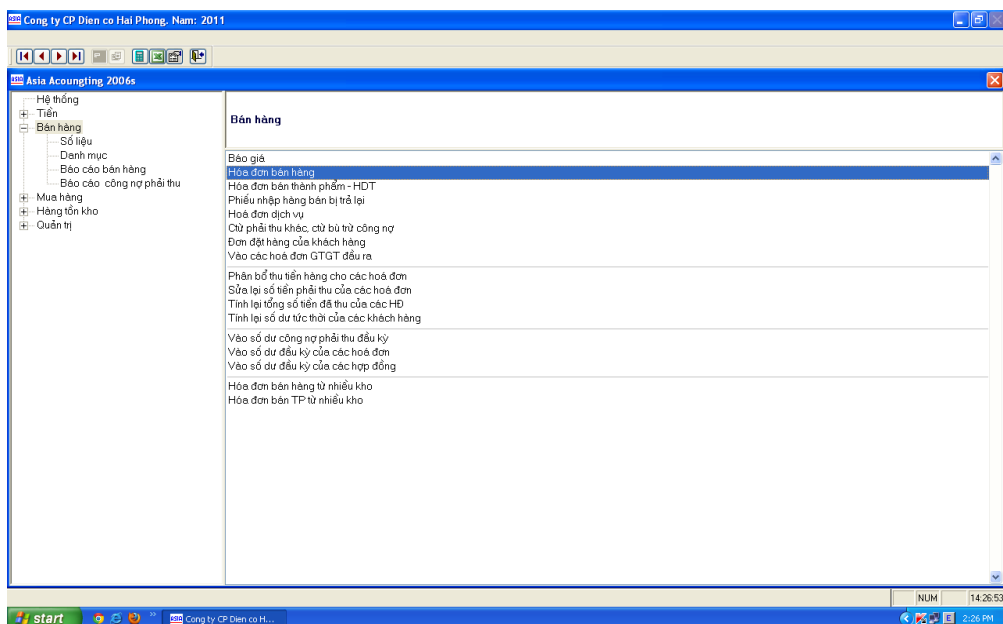 ASIA Cong ty CP Dien co Hai Phong. Nam: 2011
ASIA Asia Acoungting 2006s
Hệ thống
Tiền
Bán hàng
Số liệu
Danh mục
Báo cáo bán hàng
Báo cáo công nợ phải thu
Mua hàng
Hàng tồn kho
Quản trị
Bán hàng
Báo giá
Hóa đơn bán hàng
Hóa đơn bán thành phẩm - HDT
Phiếu nhập hàng bán bị trả lại
Hoá đơn dịch vụ
Ctừ phải thu khác, ctừ bù trừ công nợ
Đơn đặt hàng của khách hàng
Vào các hoá đơn GTGT đầu ra
Phân bổ thu tiền hàng cho các hoá đơn
Sửa lại số tiền phải thu của các hoá đơn
Tính lại tổng số tiền đã thu của các HĐ
Tính lại số dư tức thời của các khách hàng
Vào số dư công nợ phải thu đầu kỳ
Vào số dư đầu kỳ của các hoá đơn
Vào số dư đầu kỳ của các hợp đồng
Hóa đơn bán hàng từ nhiều kho
Hóa đơn bán TP từ nhiều kho
NUM 14:26:53
start » ASIA Cong ty CP Dien co H... E 2:26 PM